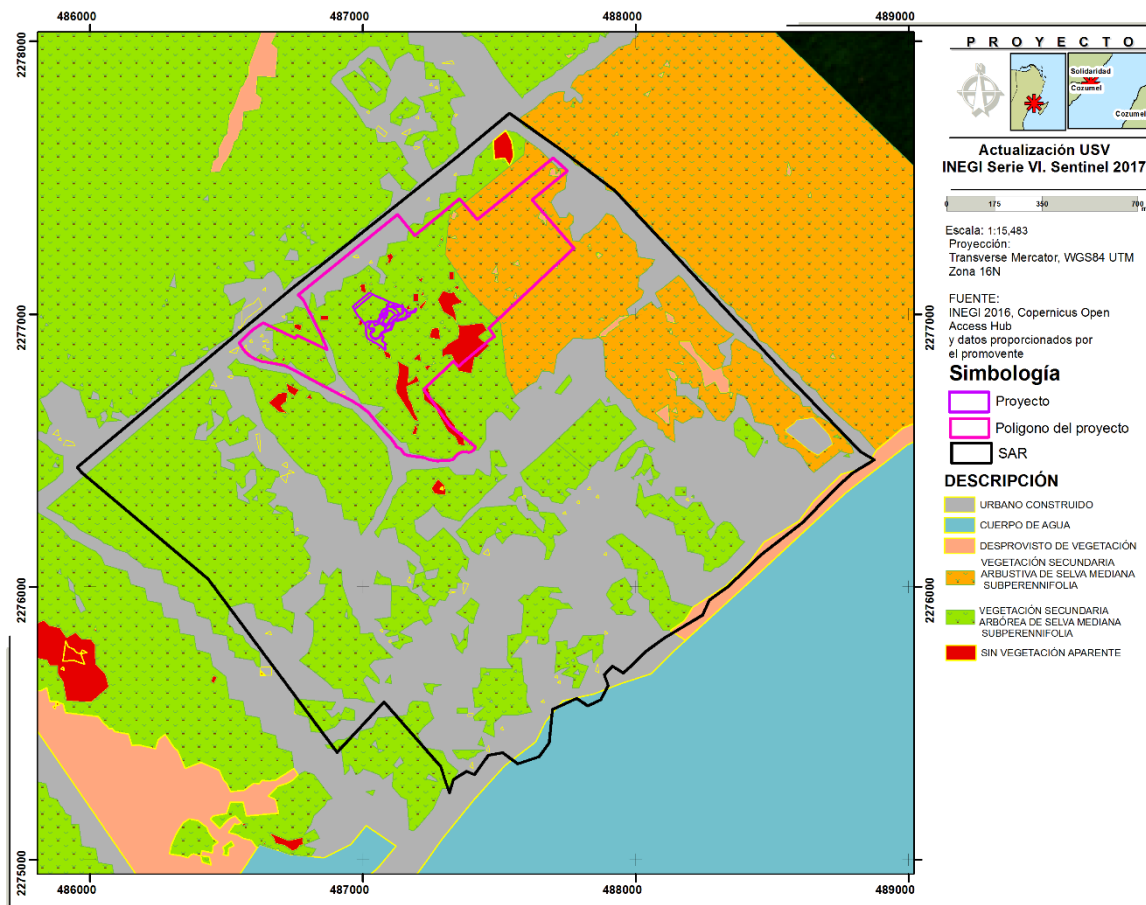 486000
487000
488000
489000
2278000
2277000
2276000
2275000
2278000
2277000
2276000
2275000
486000
487000
488000
489000
P R O Y E C T O
Solidaridad
Cozumel
Cozumel
Actualización USV
INEGI Serie VI. Sentinel 2017
0 175 350 700
Escala: 1:15,483
Proyección:
Transverse Mercator, WGS84 UTM
Zona 16N
FUENTE:
INEGI 2016, Copernicus Open
Access Hub
y datos proporcionados por
el promovente
Simbología
Proyecto
Poligono del proyecto
SAR
DESCRIPCIÓN
URBANO CONSTRUIDO
CUERPO DE AGUA
DESPROVISTO DE VEGETACIÓN
VEGETACIÓN SECUNDARIA
ARBUSTIVA DE SELVA MEDIANA
SUBPERENNIFOLIA
VEGETACIÓN SECUNDARIA
ARBÓREA DE SELVA MEDIANA
SUBPERENNIFOLIA
SIN VEGETACIÓN APARENTE